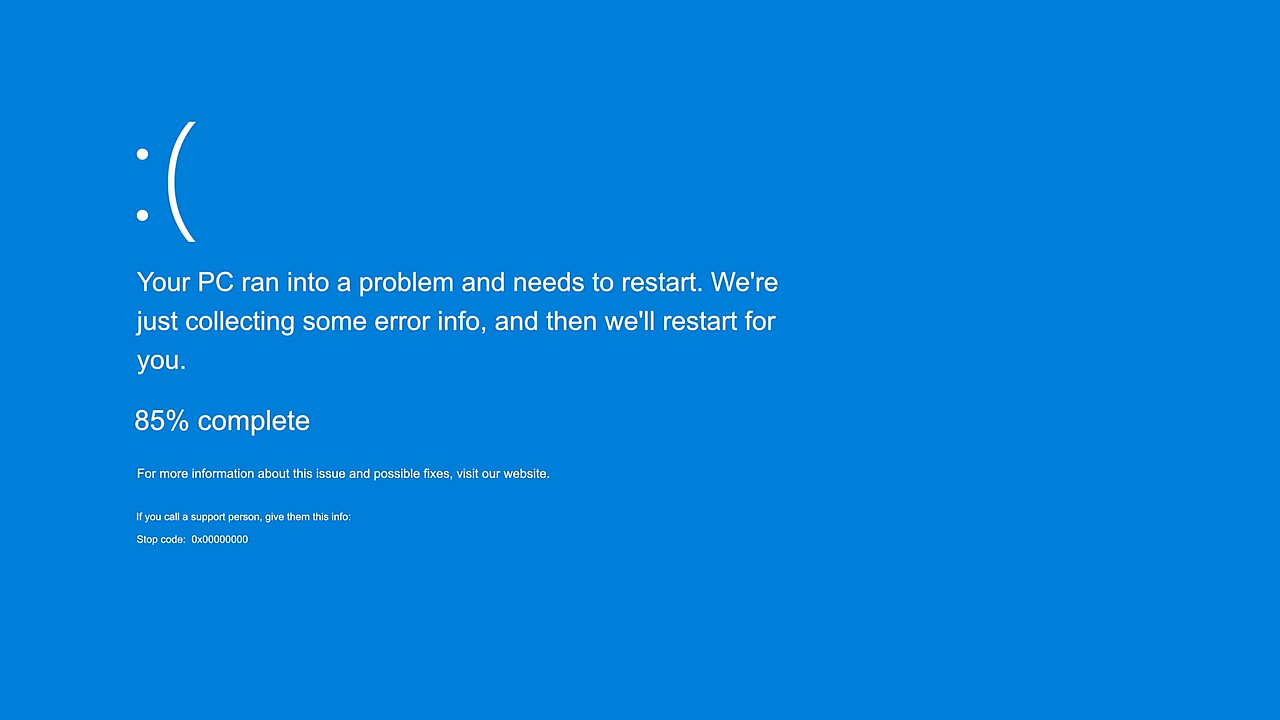 :(
Your PC ran into a problem and needs to restart. We're
just collecting some error info, and then we'll restart for
you.
85% complete
For more information about this issue and possible fixes, visit our website.
If you call a support person, give them this info:
Stop code: 0x00000000